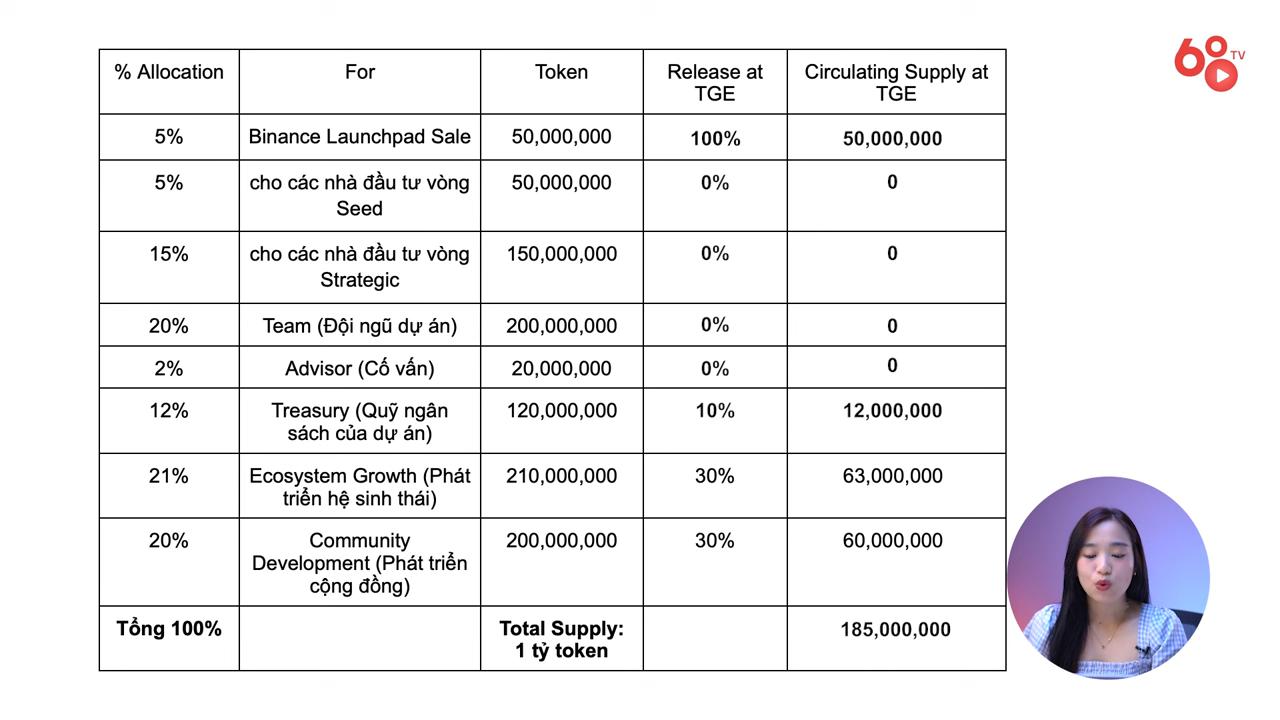 % Allocation
For
Token
Release at
TGE
Circulating Supply at
TGE
5%
Binance Launchpad Sale
50,000,000
100%
50,000,000
5%
cho các nhà đầu tư vòng
Seed
50,000,000
0%
0
15%
cho các nhà đầu tư vòng
Strategic
150,000,000
0%
0
20%
Team (Đội ngũ dự án)
200,000,000
0%
0
2%
Advisor (Cố vấn)
20,000,000
0%
0
12%
Treasury (Quỹ ngân
sách của dự án)
120,000,000
10%
12,000,000
21%
Ecosystem Growth (Phát
triển hệ sinh thái)
210,000,000
30%
63,000,000
20%
Community
Development (Phát triển
cộng đồng)
200,000,000
30%
60,000,000
Tổng 100%
Total Supply:
1 tỷ token
185,000,000
68 TV